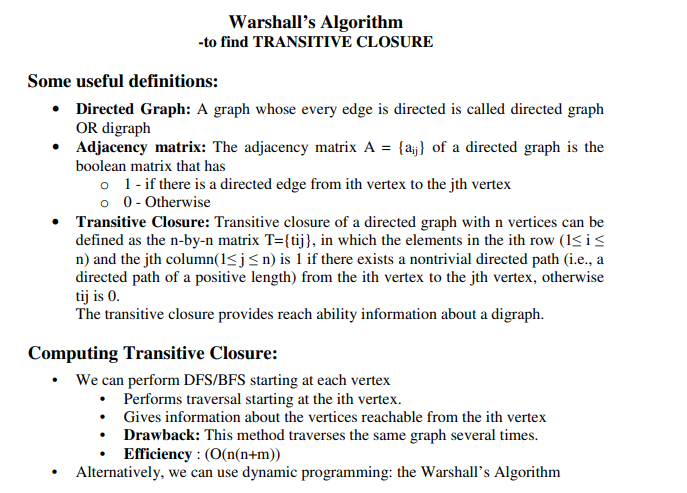 Warshall’s Algorithm
-to find TRANSITIVE CLOSURE
Some useful definitions:
• Directed Graph: A graph whose every edge is directed is called directed graph
OR digraph
• Adjacency matrix: The adjacency matrix A = {aij} of a directed graph is the
boolean matrix that has
o 1 - if there is a directed edge from ith vertex to the jth vertex
o 0 - Otherwise
• Transitive Closure: Transitive closure of a directed graph with n vertices can be
defined as the n-by-n matrix T={tij}, in which the elements in the ith row (1≤ i ≤
n) and the jth column(1≤ j ≤ n) is 1 if there exists a nontrivial directed path (i.e., a
directed path of a positive length) from the ith vertex to the jth vertex, otherwise
tij is 0.
The transitive closure provides reach ability information about a digraph.
Computing Transitive Closure:
• We can perform DFS/BFS starting at each vertex
• Performs traversal starting at the ith vertex.
• Gives information about the vertices reachable from the ith vertex
• Drawback: This method traverses the same graph several times.
• Efficiency : (O(n(n+m))
• Alternatively, we can use dynamic programming: the Warshall’s Algorithm